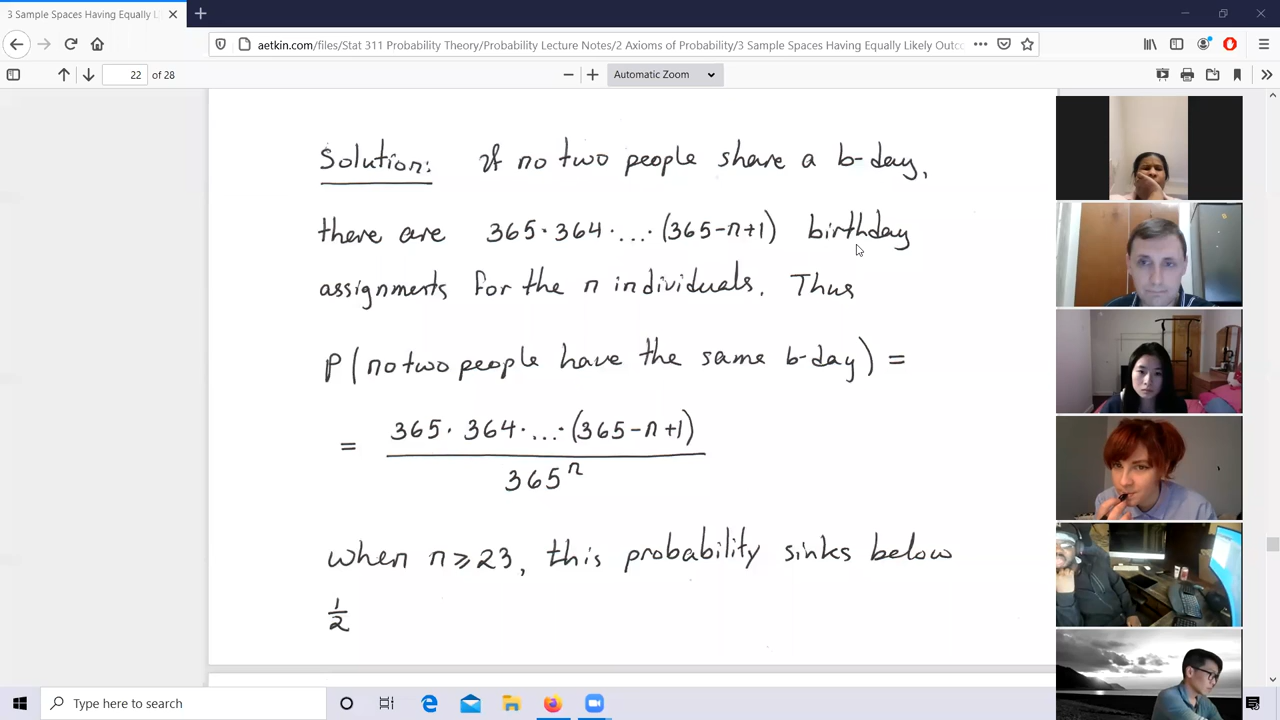 3 Sample Spaces Having Equally Li
aetkin.com/files/Stat 311 Probability Theory/Probability Lecture Notes/2 Axioms of Probability/3 Sample Spaces Having Equally Likely Outco
22 of 28
Automatic Zoom
Solution: if no two people share a b-day,
there are 365·364·...·(365-n+1) birthday
assignments for the n individuals. Thus
P(no two people have the same b-day) =
= 365·364·...·(365-n+1)
365ⁿ
when n≥23, this probability sinks below
1
2
Type here to search